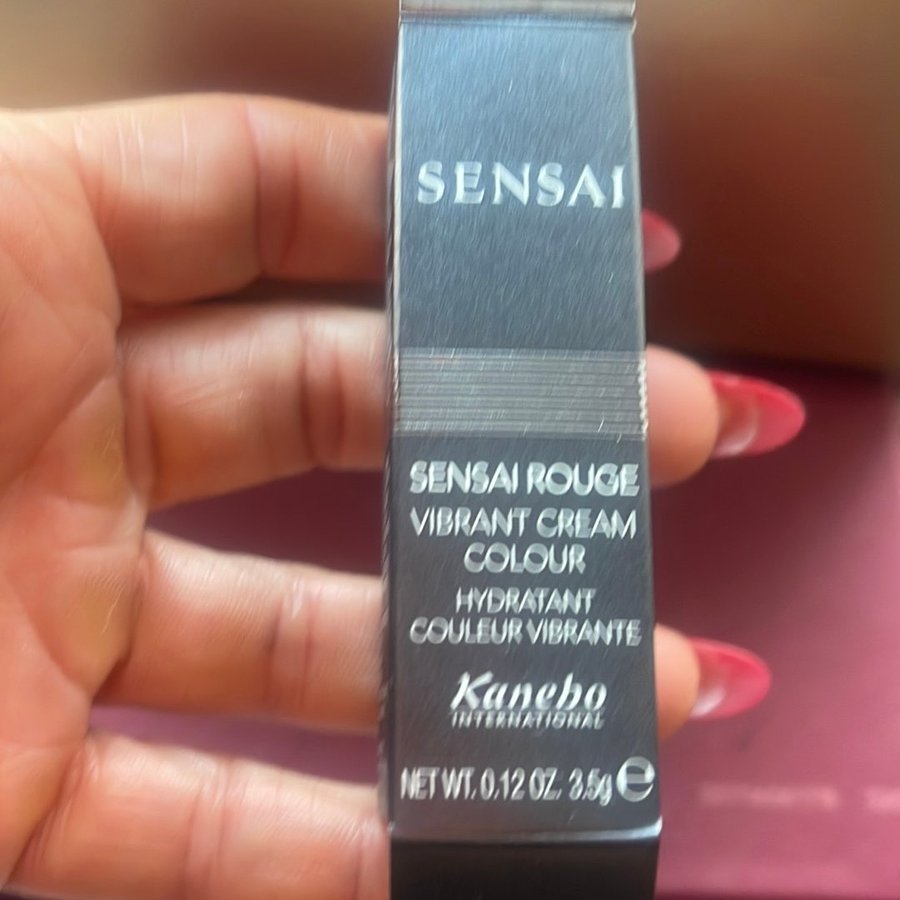 SENSAI
SENSAI ROUGE
VIBRANT CREAM
COLOUR
HYDRATANT
COULEUR VIBRANTE
Kanebo
INTERNATIONAL
NET WT. 0.12 OZ. 3.5g ℮